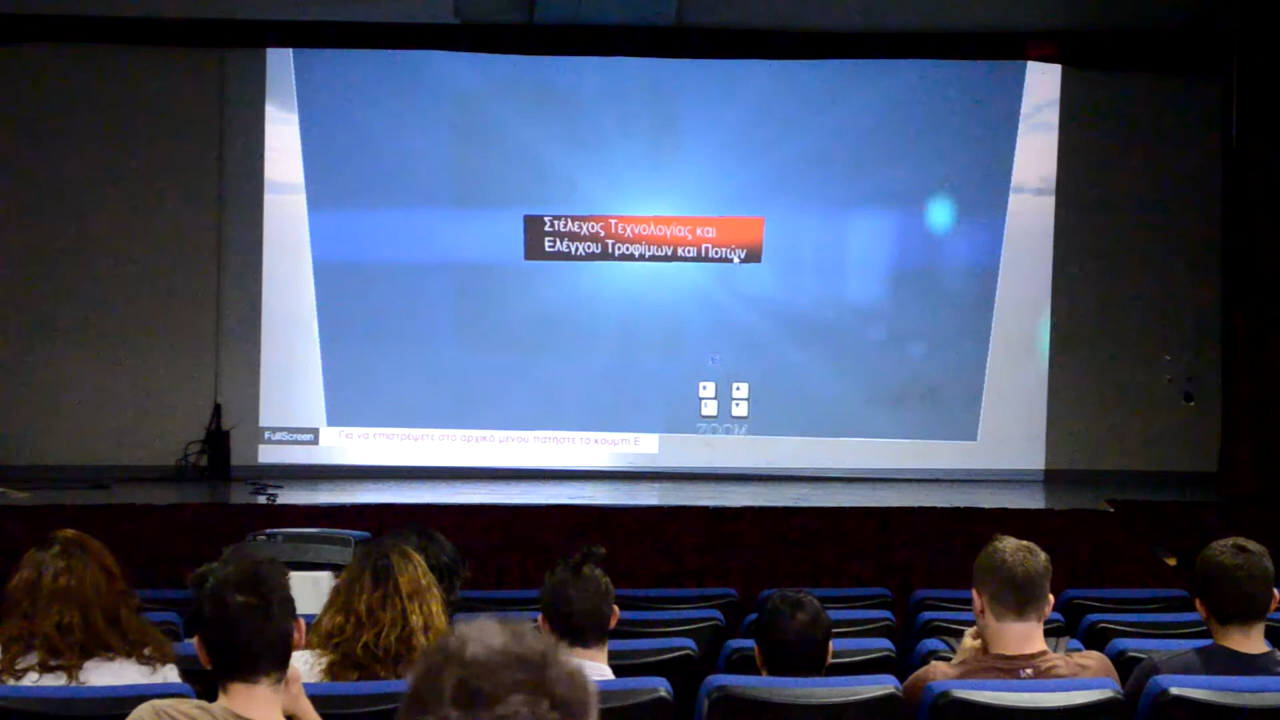 Στέλεχος Τεχνολογίας και
Ελέγχου Τροφίμων και Ποτών
ZOOM
FullScreen
Για να επιστρέψετε στο αρχικό μενού πατήστε το κουμπί Ε